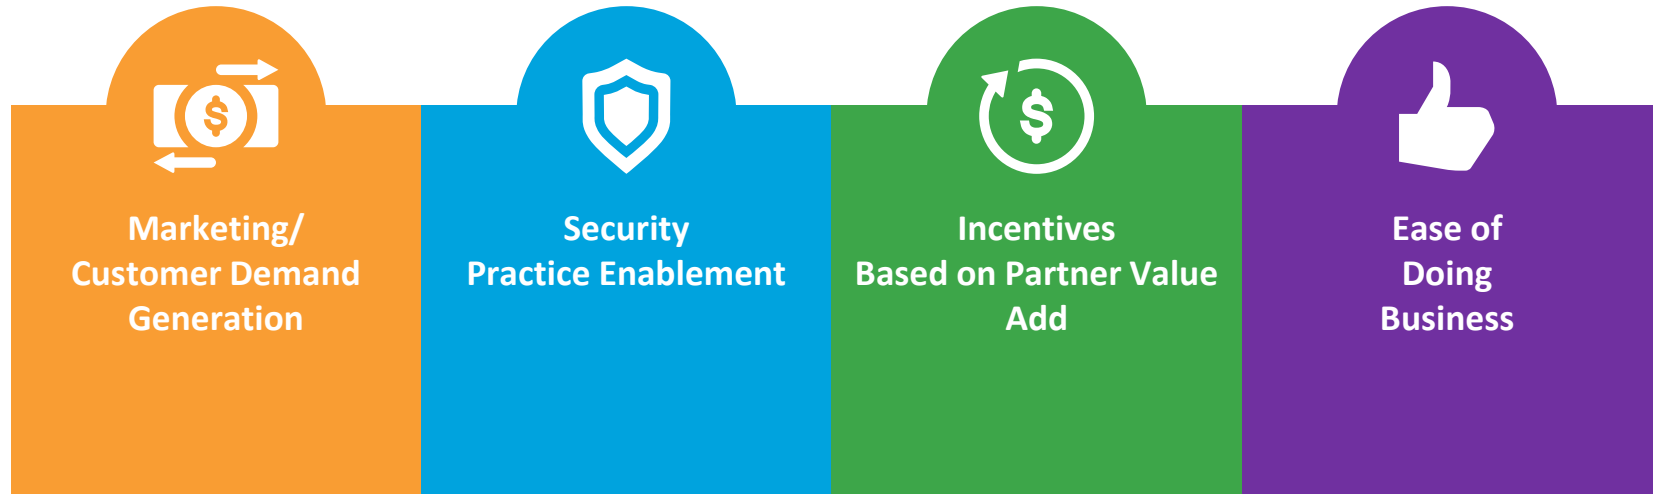 Marketing/
Customer Demand
Generation
Security
Practice Enablement
Incentives
Based on Partner Value
Add
Ease of
Doing
Business